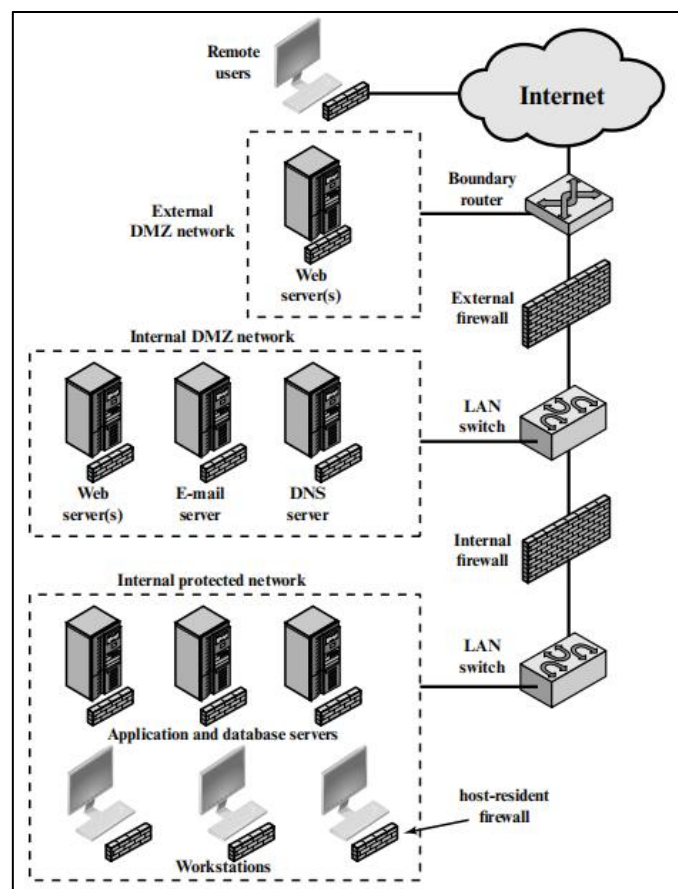 Remote
users
Internet
Boundary
router
External
DMZ network
Web
server(s)
External
firewall
Internal DMZ network
LAN
switch
Web
server(s)
E-mail
server
DNS
server
Internal
firewall
Internal protected network
LAN
switch
Application and database servers
host-resident
firewall
Workstations